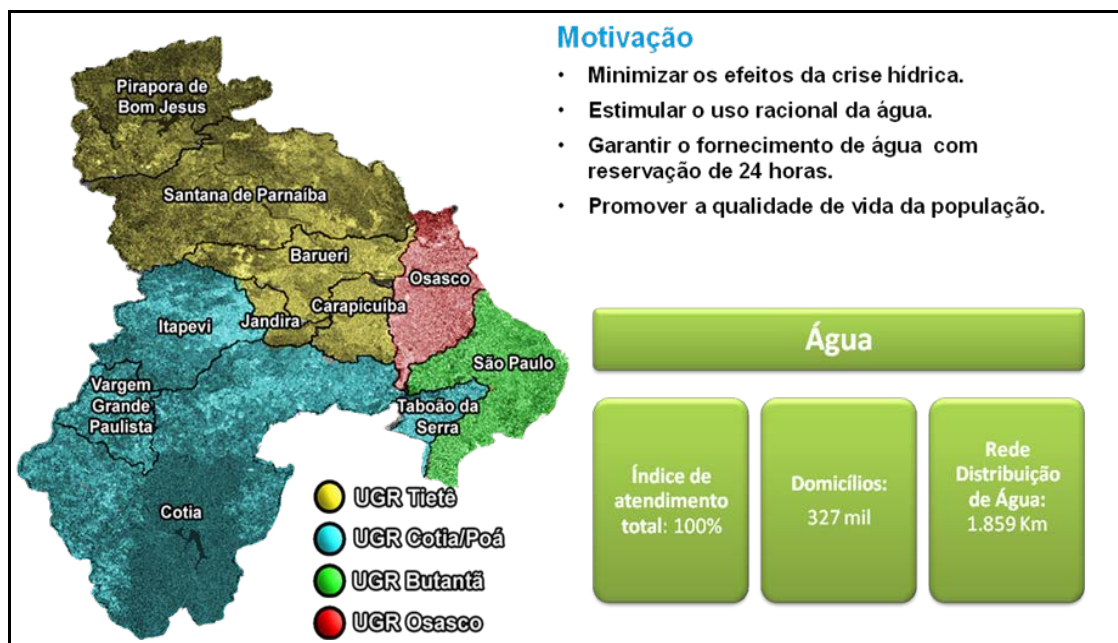 Motivação
• Minimizar os efeitos da crise hídrica.
• Estimular o uso racional da água.
• Garantir o fornecimento de água com
reservação de 24 horas.
• Promover a qualidade de vida da população.
Pirapora de
Bom Jesus
Santana de Parnaíba
Barueri
Osasco
Carapicuiba
Jandira
Itapevi
São Paulo
Vargem
Grande
Paulista
Taboão da
Serra
Cotia
UGR Tietê
UGR Cotia/Poá
UGR Butantã
UGR Osasco
Água
Índice de
atendimento
total: 100%
Domicílios:
327 mil
Rede
Distribuição
de Água:
1.859 Km